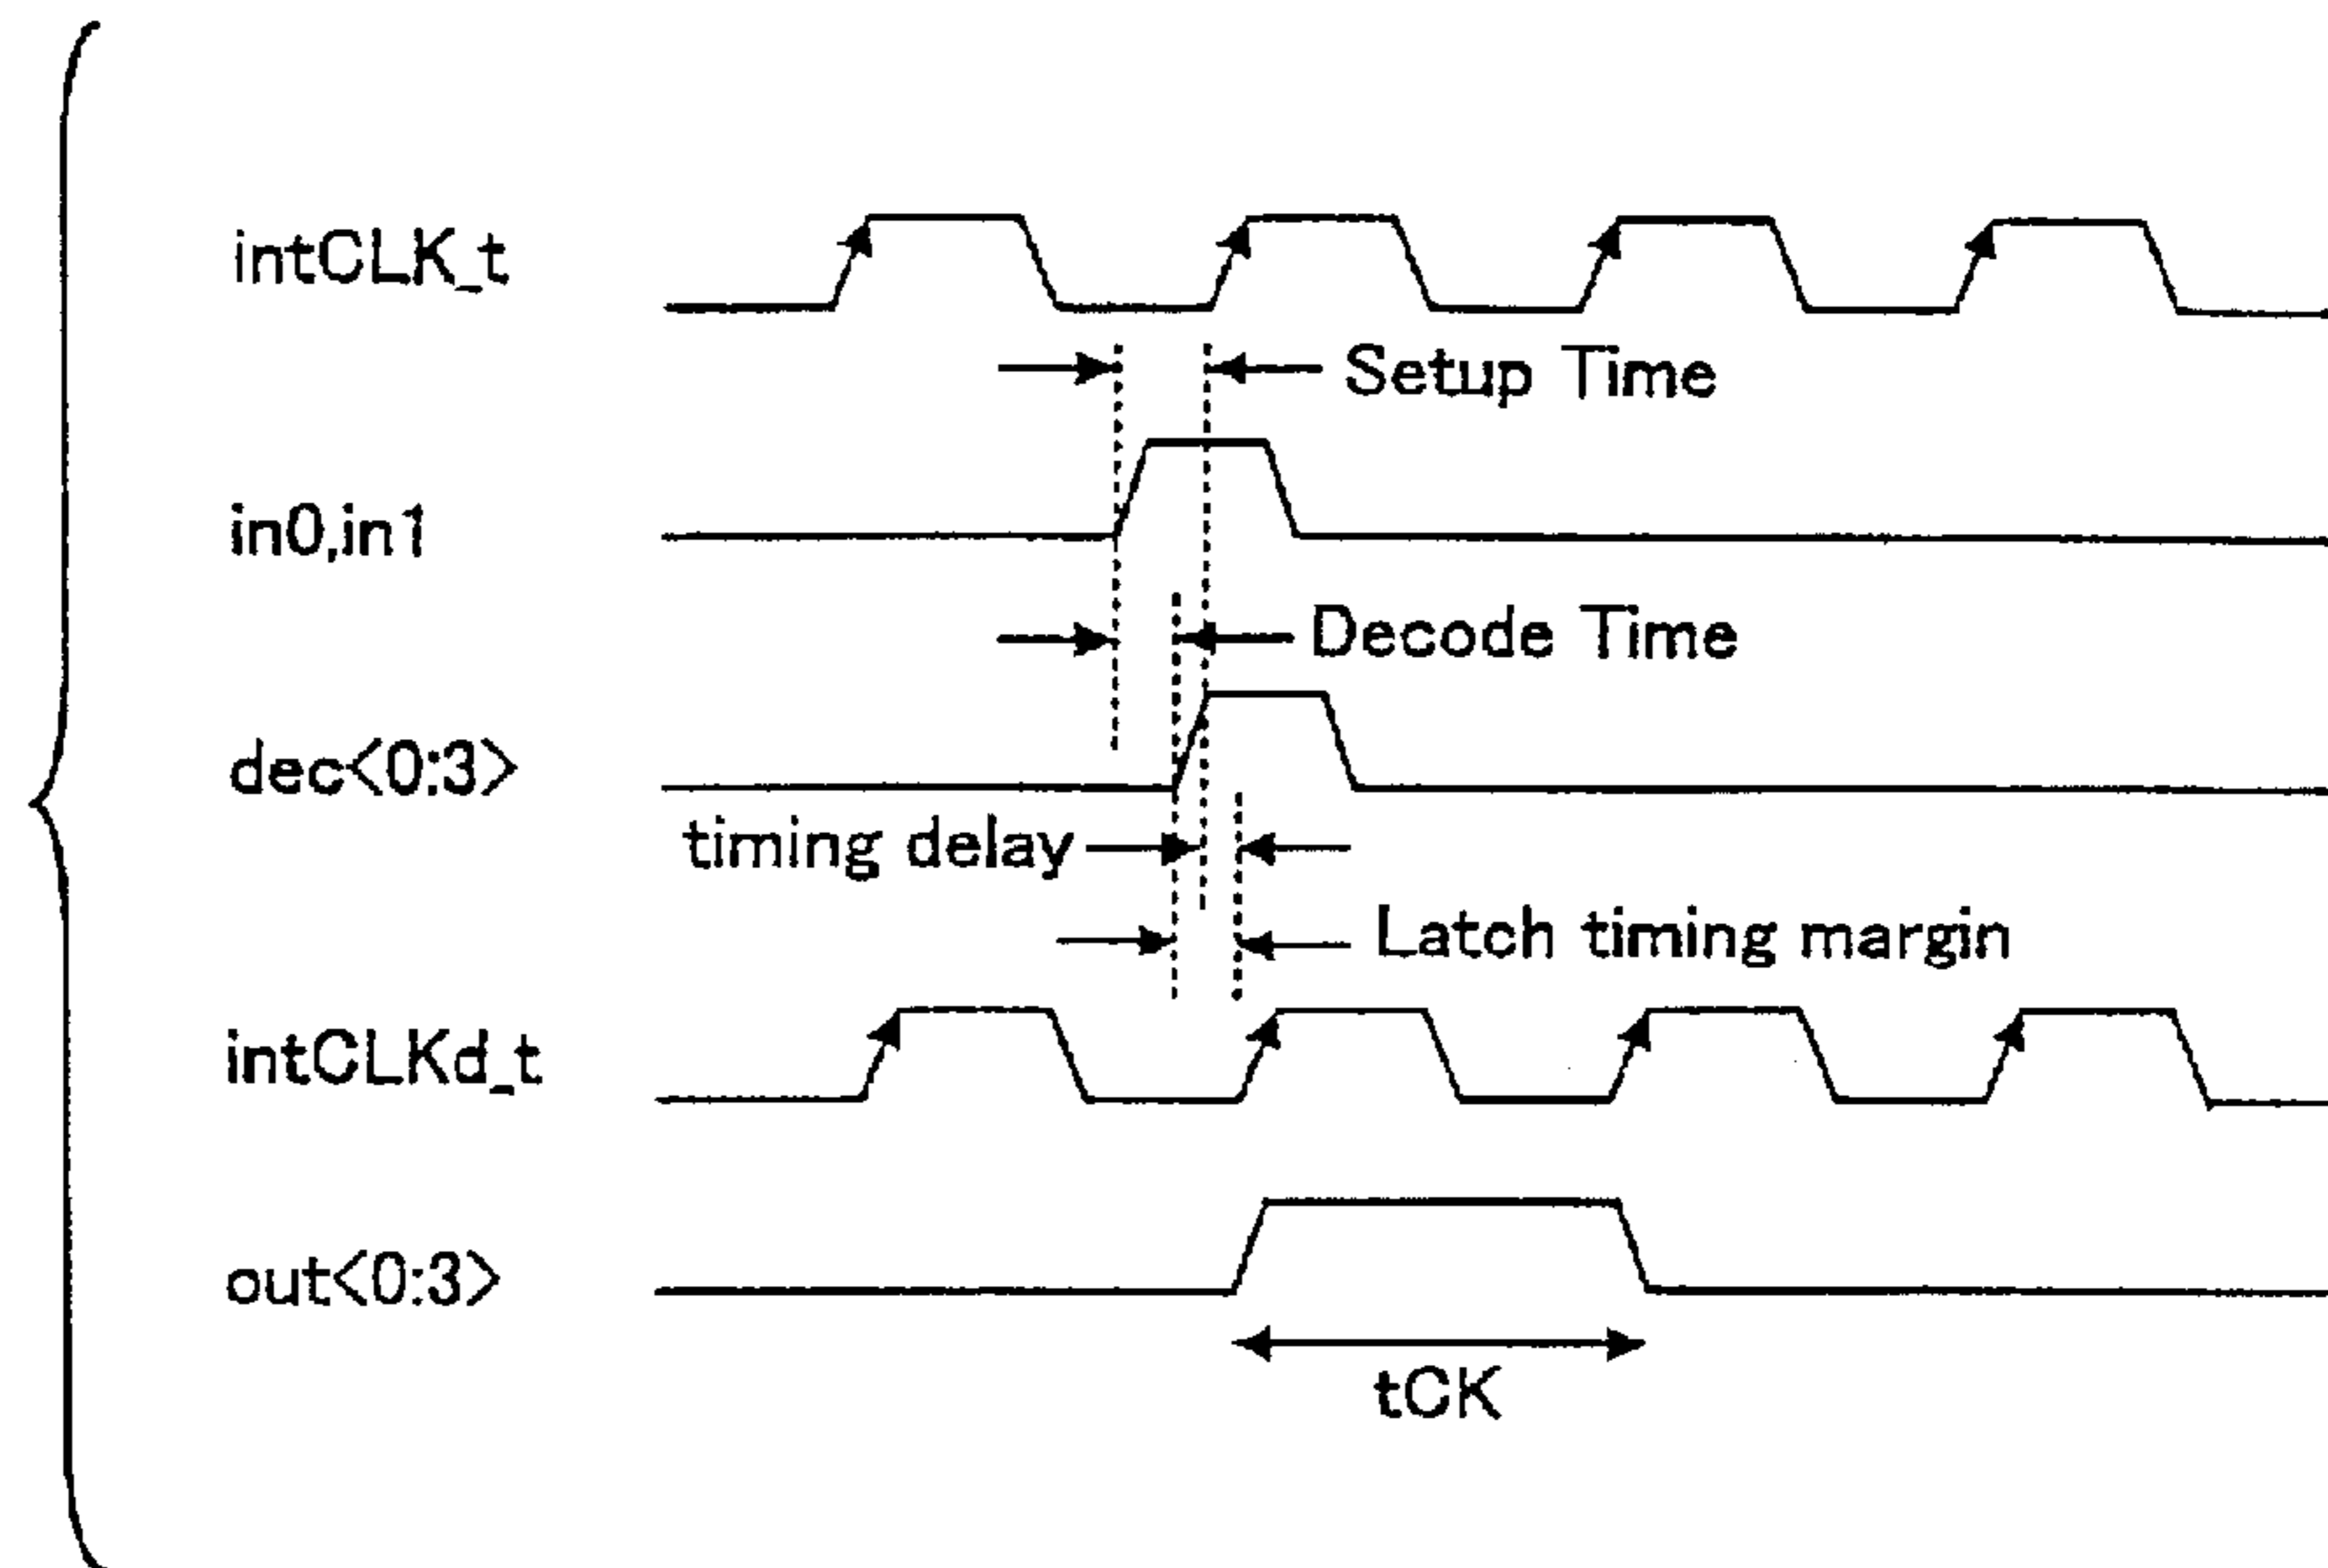 intCLK_t
Setup Time
in0,in1
Decode Time
dec<0:3>
timing delay
Latch timing margin
intCLKd_t
out<0:3>
tCK